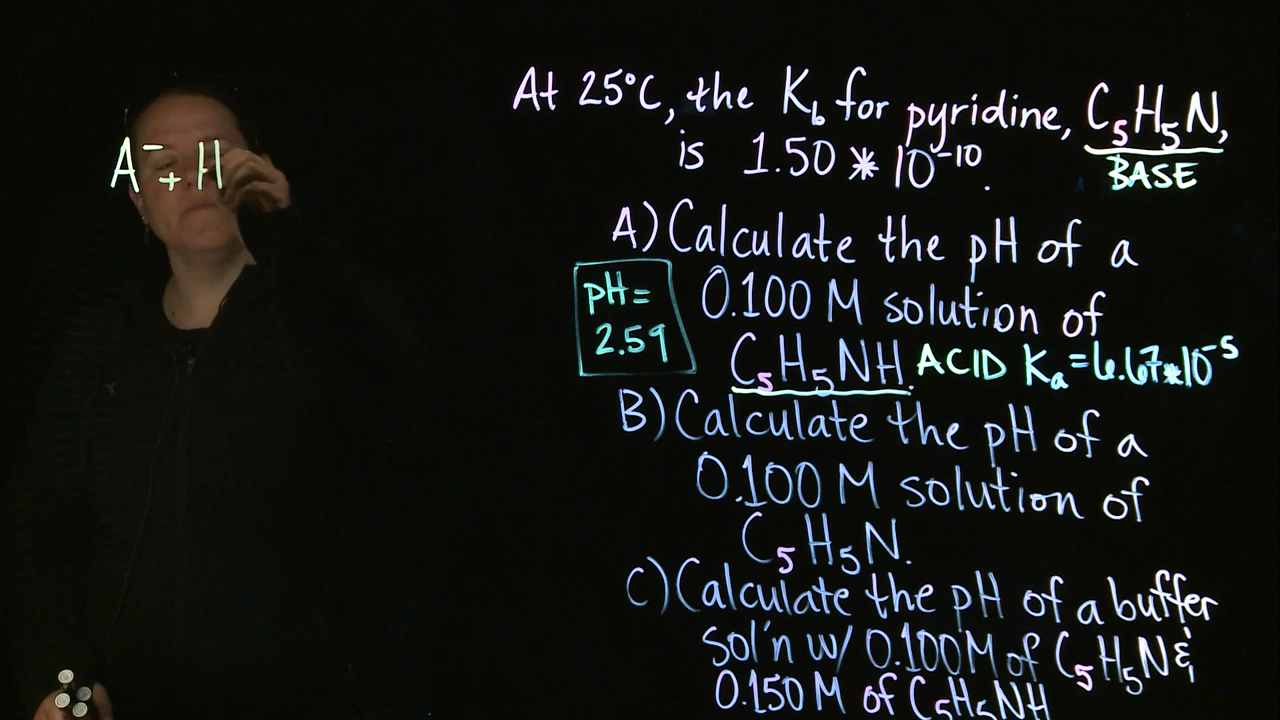 A⁻ + H
At 25°C, the K_b for pyridine, C₅H₅N,
is 1.50 * 10⁻¹⁰.
BASE
A) Calculate the pH of a
0.100 M solution of
C₅H₅NH. ACID Kₐ = 6.67*10⁻⁵
pH =
2.59
B) Calculate the pH of a
0.100 M solution of
C₅H₅N.
C) Calculate the pH of a buffer
sol'n w/ 0.100 M of C₅H₅N &
0.150 M of C₅H₅NH